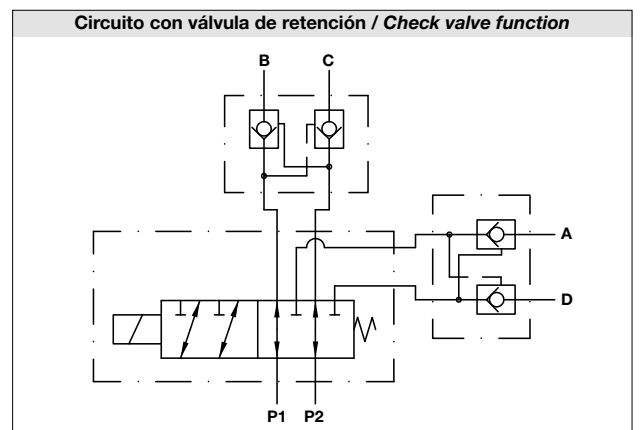 Circuito con válvula de retención / Check valve function
B C
A
D
P1 P2